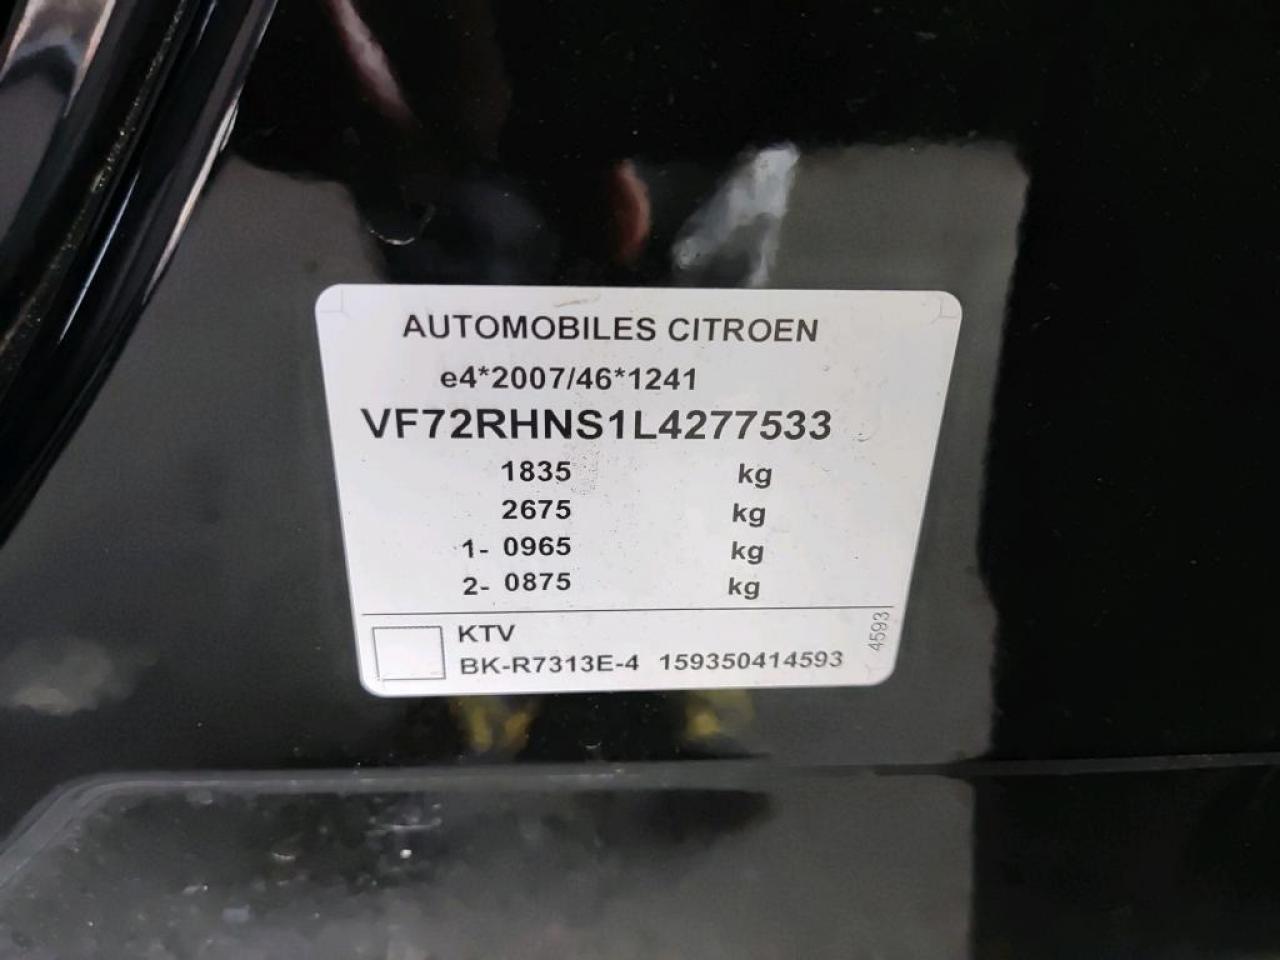 AUTOMOBILES CITROEN
e4*2007/46*1241
VF72RHNS1L4277533
1835 kg
2675 kg
1- 0965 kg
2- 0875 kg
KTV
BK-R7313E-4 159350414593
4593